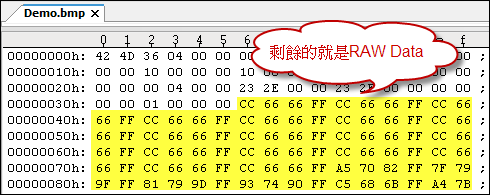 Demo.bmp
0 1 2 3 4 5 6 f
剩餘的就是RAW Data
00000000h: 42 4D 36 04 00 00 00 ;
00000010h: 00 00 10 00 00 00 10 00 ;
00000020h: 00 00 00 04 00 00 23 2E 00 00 23 2E 00 00 ;
00000030h: 00 00 01 00 00 00 CC 66 66 FF CC 66 66 FF CC 66 ;
00000040h: 66 FF CC 66 66 FF CC 66 66 FF CC 66 66 FF CC 66 ;
00000050h: 66 FF CC 66 66 FF CC 66 66 FF CC 66 66 FF CC 66 ;
00000060h: 66 FF CC 66 66 FF CC 66 66 FF CC 66 66 FF CC 66 ;
00000070h: 66 FF CC 66 66 FF CC 66 66 FF A5 70 82 FF 7F 79 ;
00000080h: 9F FF 81 79 9D FF 93 74 90 FF C5 68 6B FF A4 7B ;